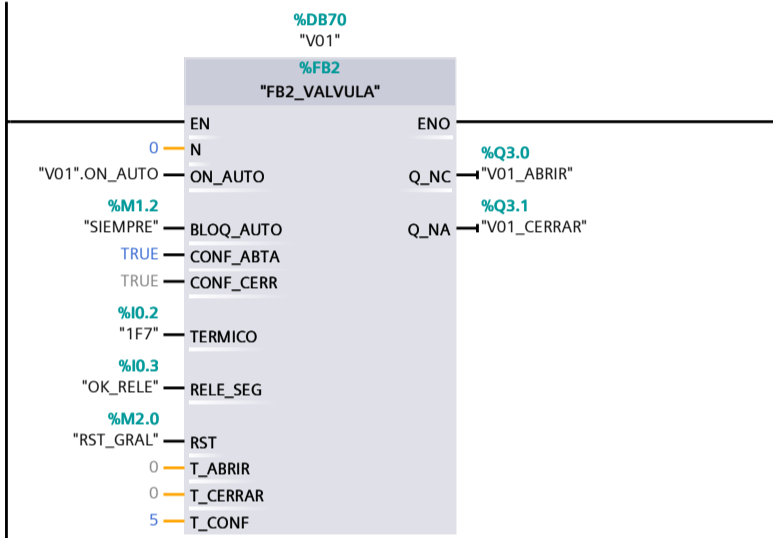 %DB70
"V01"
%FB2
"FB2_VALVULA"
EN ENO
0 N
"V01".ON_AUTO ON_AUTO
%Q3.0
Q_NC "V01_ABRIR"
%M1.2
"SIEMPRE" BLOQ_AUTO
%Q3.1
Q_NA "V01_CERRAR"
TRUE CONF_ABTA
TRUE CONF_CERR
%I0.2
"1F7" TERMICO
%I0.3
"OK_RELE" RELE_SEG
%M2.0
"RST_GRAL" RST
0 T_ABRIR
0 T_CERRAR
5 T_CONF